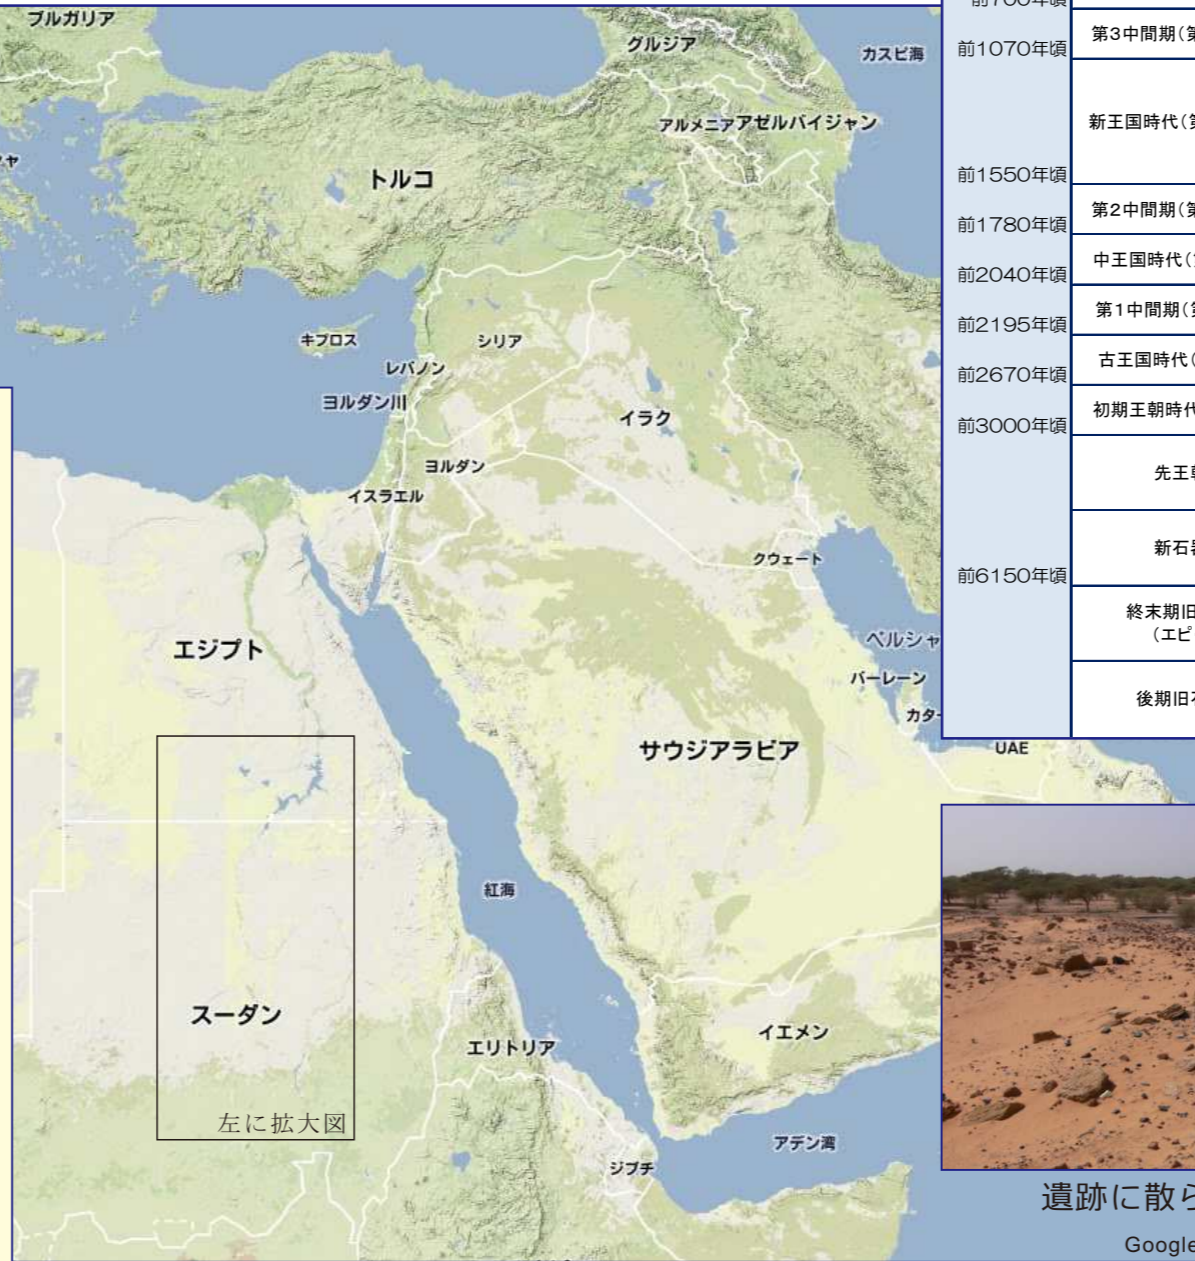 ブルガリア
グルジア
カスピ海
アルメニア
アゼルバイジャン
トルコ
キプロス
シリア
レバノン
ヨルダン川
イラク
ヨルダン
イスラエル
クウェート
エジプト
ペルシャ
バーレーン
カタ
サウジアラビア
UAE
紅海
スーダン
エリトリア
イエメン
左に拡大図
アデン湾
ジブチ
前1070年頃
第3中間期(第
新王国時代(第
前1550年頃
第2中間期(第
前1780年頃
中王国時代(
前2040年頃
第1中間期(第
前2195年頃
古王国時代(
前2670年頃
初期王朝時代
前3000年頃
先王朝
新石器
前6150年頃
終末期旧
(エピ
後期旧石
遺跡に散ら
Google